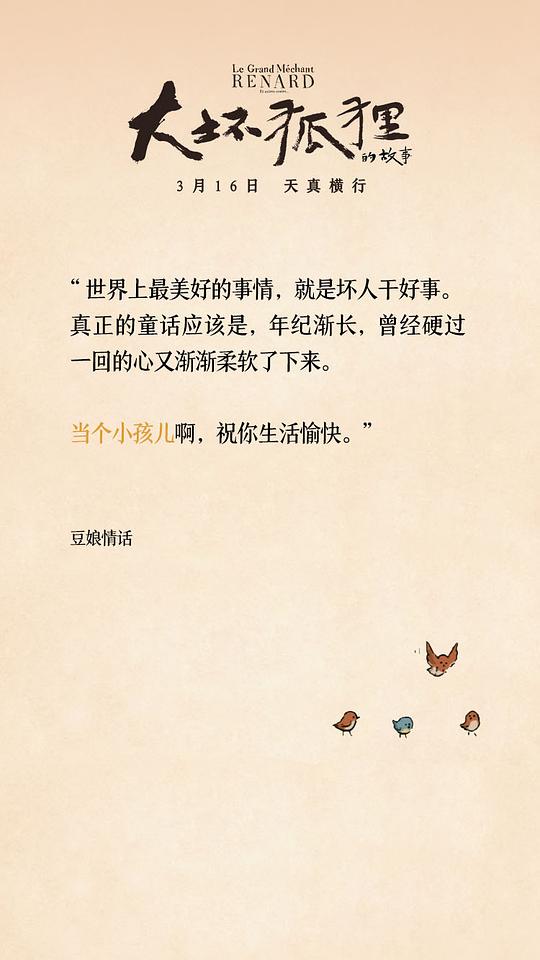 Le Grand Méchant
RENARD
大坏狐狸
的故事
3月16日 天真横行
“世界上最美好的事情，就是坏人干好事。
真正的童话应该是，年纪渐长，曾经硬过
一回的心又渐渐柔软了下来。
当个小孩儿啊，祝你生活愉快。”
豆娘情话